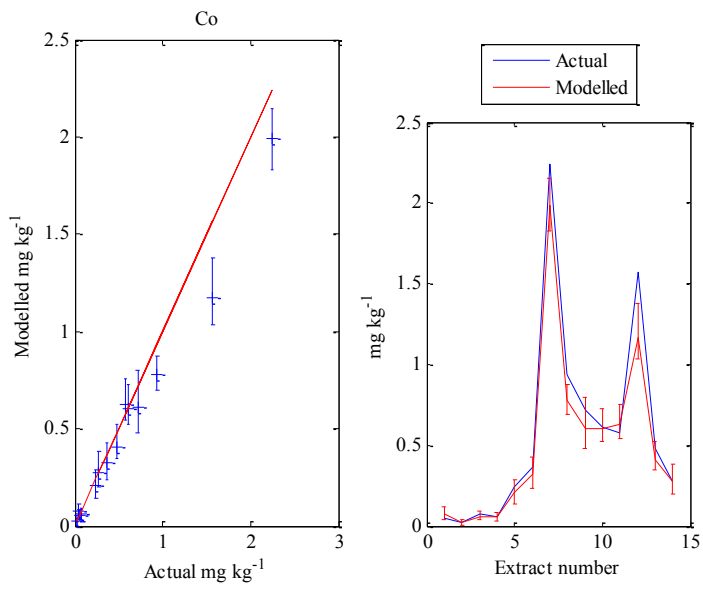 Co
2.5
2
1.5
1
0.5
0
0 1 2 3
Modelled mg kg⁻¹
Actual mg kg⁻¹
Actual
Modelled
2.5
2
1.5
1
0.5
0
0 5 10 15
mg kg⁻¹
Extract number